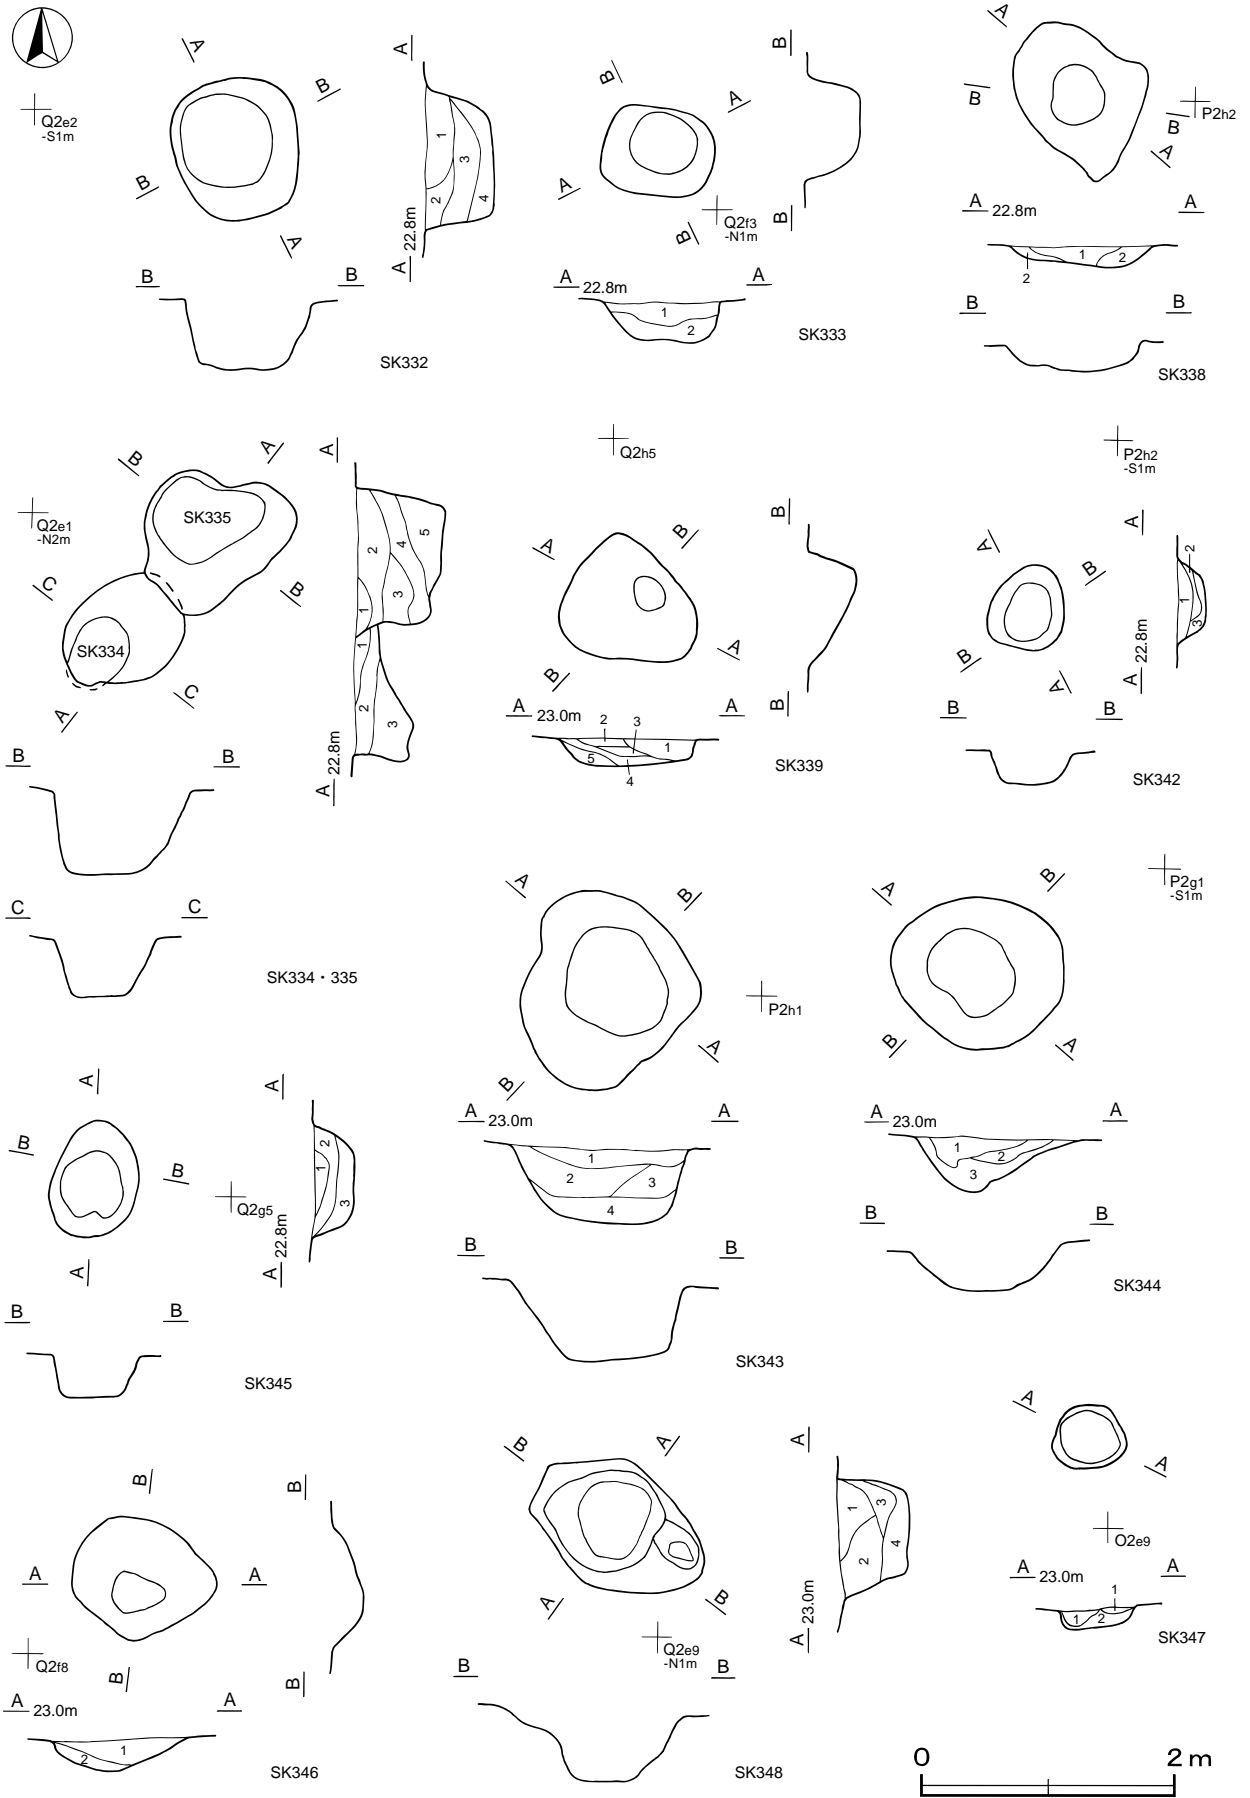 A
B
B
A
Q2e2
-S1m
A
1
2
3
4
A 22.8m
B B
SK332
B
A
A
B
Q2f3
-N1m
B
B
A 22.8m A
1
2
SK333
A
B
B
A
P2h2
A 22.8m A
1
2
2
B B
SK338
B
A
Q2e1
-N2m
SK335
C
B
SK334
C
A
A
2
4
5
3
1
1
2
3
A 22.8m
B B
C C
SK334・335
Q2h5
A
B
A
B
B
B
A 23.0m A
2
3
1
5
4
SK339
P2h2
-S1m
A
B
B
A
A
2
1
3
A 22.8m
B B
SK342
A
B
P2h1
A
B
A 23.0m A
1
2
3
4
B B
SK343
A
B
P2g1
-S1m
B
A
A 23.0m A
1
2
3
B B
SK344
A
B
B
Q2g5
A
A
2
1
3
A 22.8m
B B
SK345
B
A A
Q2f8
B
B
B
A 23.0m A
1
2
SK346
B
A
A
B
Q2e9
-N1m
A
1
3
2
4
A 23.0m
B B
SK348
A
A
O2e9
A 23.0m A
1
1
2
SK347
0 2 m